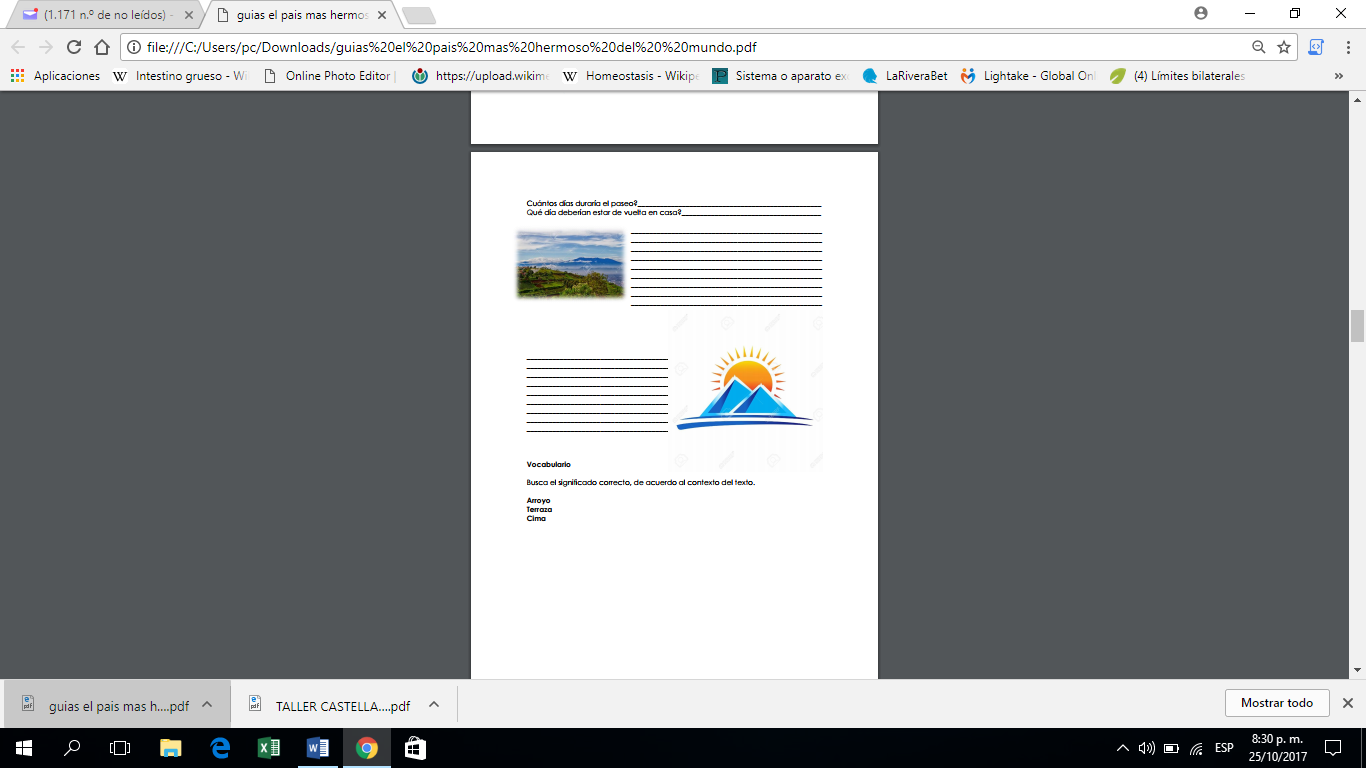 (1.171 n.º de no leídos) -
guias el pais mas hermos
file:///C:/Users/pc/Downloads/guias%20el%20pais%20mas%20hermoso%20del%20%20mundo.pdf
Aplicaciones
Intestino grueso - Wi
Online Photo Editor |
https://upload.wikime
Homeostasis - Wikipe
Sistema o aparato exc
LaRiveraBet
Lightake - Global Onl
(4) Límites bilaterales
»
Cuántos días duraría el paseo?
Qué día deberían estar de vuelta en casa?
Vocabulario
Busca el significado correcto, de acuerdo al contexto del texto.
Arroyo
Terraza
Cima
guias el pais mas h....pdf
TALLER CASTELLA....pdf
Mostrar todo
ESP
8:30 p. m.
25/10/2017